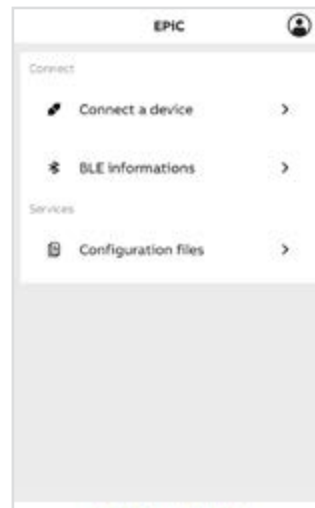 EPiC
Connect
Connect a device
BLE informations
Services
Configuration files